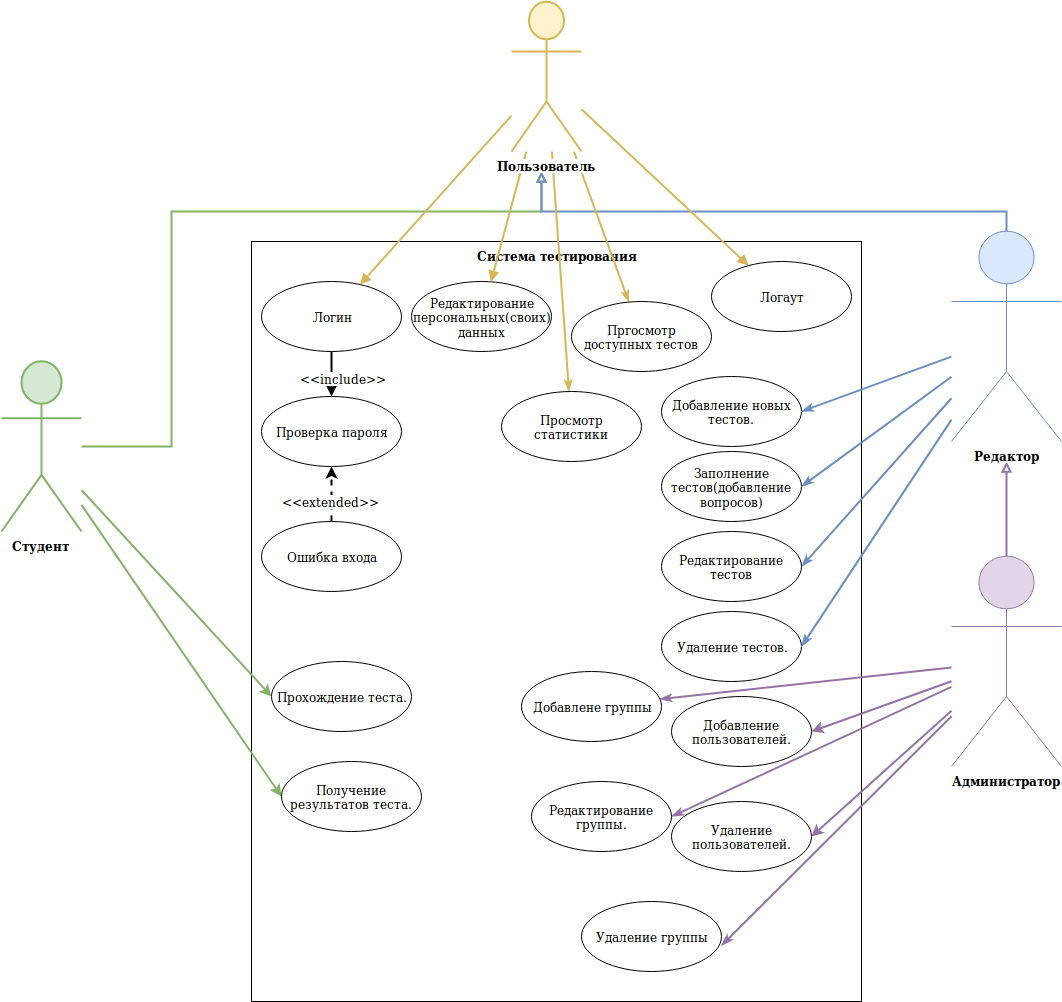 Пользователь
Система тестирования
Логин
Редактирование
персональных(своих)
данных
Пргосмотр
доступных тестов
Логаут
<<include>>
Проверка пароля
Просмотр
статистики
Добавление новых
тестов.
Редактор
Заполнение
тестов(добавление
вопросов)
<<extended>>
Студент
Ошибка входа
Редактирование
тестов
Удаление тестов.
Прохождение теста.
Добавлене группы
Добавление
пользователей.
Администратор
Получение
результатов теста.
Редактирование
группы.
Удаление
пользователей.
Удаление группы